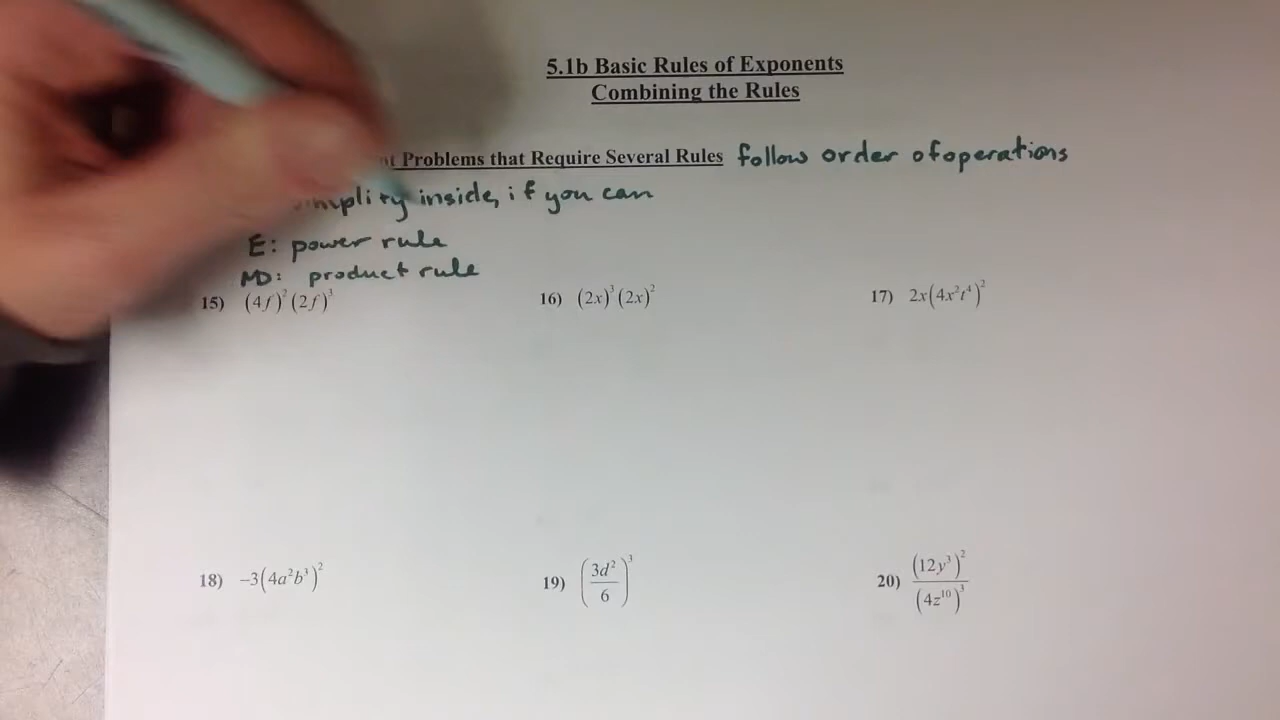 5.1b Basic Rules of Exponents
Combining the Rules
Problems that Require Several Rules follow order of operations
simplify inside, if you can
E: power rule
MD: product rule
15) (4f)² (2f)³ 16) (2x)³ (2x)² 17) 2x(4x²t⁴)²
18) −3(4a²b³)² 19) (3d²/6)³ 20) (12y³)²/(4z¹⁰)³